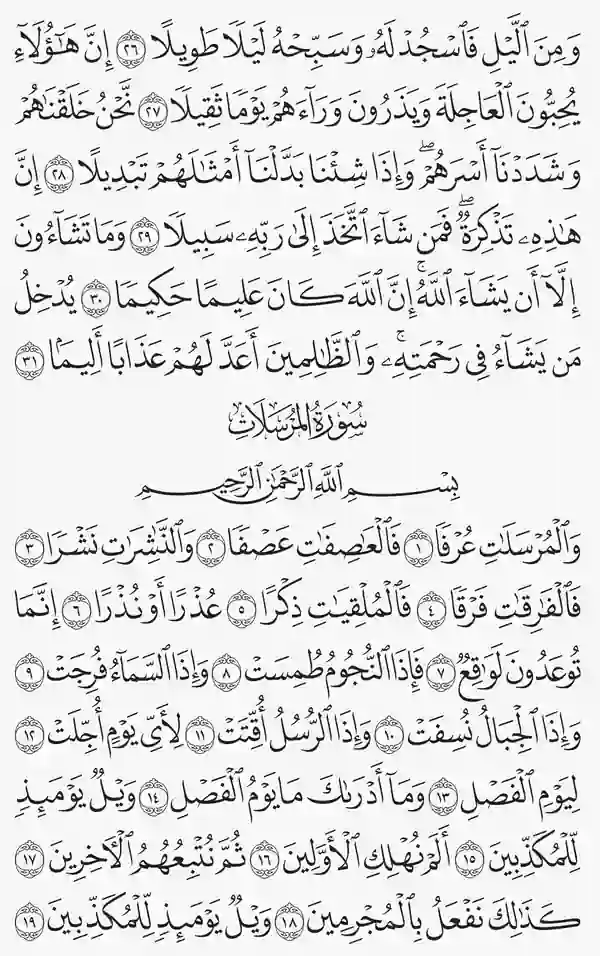 وَمِنَ ٱلَّيْلِ فَٱسْجُدْ لَهُۥ وَسَبِّحْهُ لَيْلًا طَوِيلًا ٢٦ إِنَّ هَٰٓؤُلَآءِ
يُحِبُّونَ ٱلْعَاجِلَةَ وَيَذَرُونَ وَرَآءَهُمْ يَوْمًا ثَقِيلًا ٢٧ نَّحْنُ خَلَقْنَٰهُمْ
وَشَدَدْنَآ أَسْرَهُمْ ۖ وَإِذَا شِئْنَا بَدَّلْنَآ أَمْثَٰلَهُمْ تَبْدِيلًا ٢٨ إِنَّ
هَٰذِهِۦ تَذْكِرَةٌ ۖ فَمَن شَآءَ ٱتَّخَذَ إِلَىٰ رَبِّهِۦ سَبِيلًا ٢٩ وَمَا تَشَآءُونَ
إِلَّآ أَن يَشَآءَ ٱللَّهُ ۚ إِنَّ ٱللَّهَ كَانَ عَلِيمًا حَكِيمًا ٣٠ يُدْخِلُ
مَن يَشَآءُ فِى رَحْمَتِهِۦ ۚ وَٱلظَّٰلِمِينَ أَعَدَّ لَهُمْ عَذَابًا أَلِيمًۢا ٣١
سُورَةُ المُرْسَلَاتِ
بِسْمِ ٱللَّهِ ٱلرَّحْمَٰنِ ٱلرَّحِيمِ
وَٱلْمُرْسَلَٰتِ عُرْفًا ١ فَٱلْعَٰصِفَٰتِ عَصْفًا ٢ وَٱلنَّٰشِرَٰتِ نَشْرًا ٣
فَٱلْفَٰرِقَٰتِ فَرْقًا ٤ فَٱلْمُلْقِيَٰتِ ذِكْرًا ٥ عُذْرًا أَوْ نُذْرًا ٦ إِنَّمَا
تُوعَدُونَ لَوَٰقِعٌ ٧ فَإِذَا ٱلنُّجُومُ طُمِسَتْ ٨ وَإِذَا ٱلسَّمَآءُ فُرِجَتْ ٩
وَإِذَا ٱلْجِبَالُ نُسِفَتْ ١٠ وَإِذَا ٱلرُّسُلُ أُقِّتَتْ ١١ لِأَىِّ يَوْمٍ أُجِّلَتْ ١٢
لِيَوْمِ ٱلْفَصْلِ ١٣ وَمَآ أَدْرَىٰكَ مَا يَوْمُ ٱلْفَصْلِ ١٤ وَيْلٌ يَوْمَئِذٍ
لِّلْمُكَذِّبِينَ ١٥ أَلَمْ نُهْلِكِ ٱلْأَوَّلِينَ ١٦ ثُمَّ نُتْبِعُهُمُ ٱلْءَاخِرِينَ ١٧
كَذَٰلِكَ نَفْعَلُ بِٱلْمُجْرِمِينَ ١٨ وَيْلٌ يَوْمَئِذٍ لِّلْمُكَذِّبِينَ ١٩